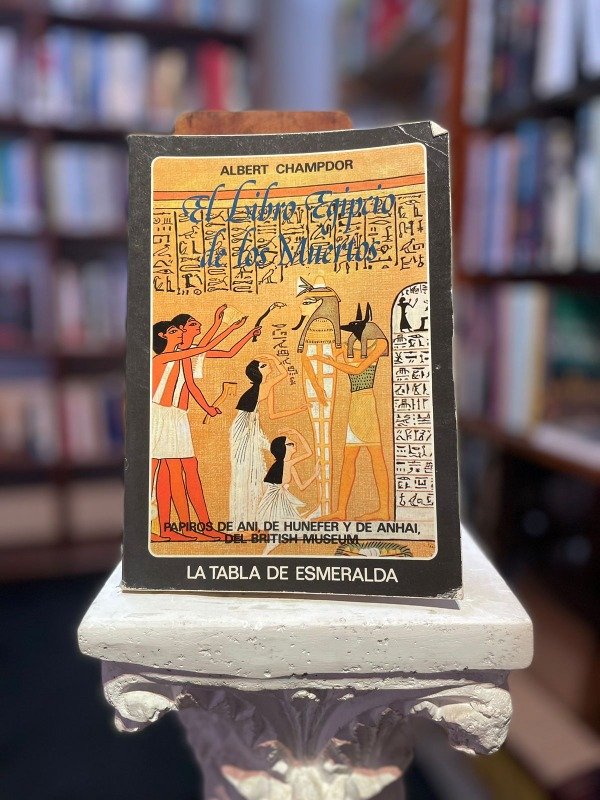 ALBERT CHAMPDOR
El Libro Egipcio
de los Muertos
PAPIROS DE ANI, DE HUNEFER Y DE ANHAI,
DEL BRITISH MUSEUM
LA TABLA DE ESMERALDA